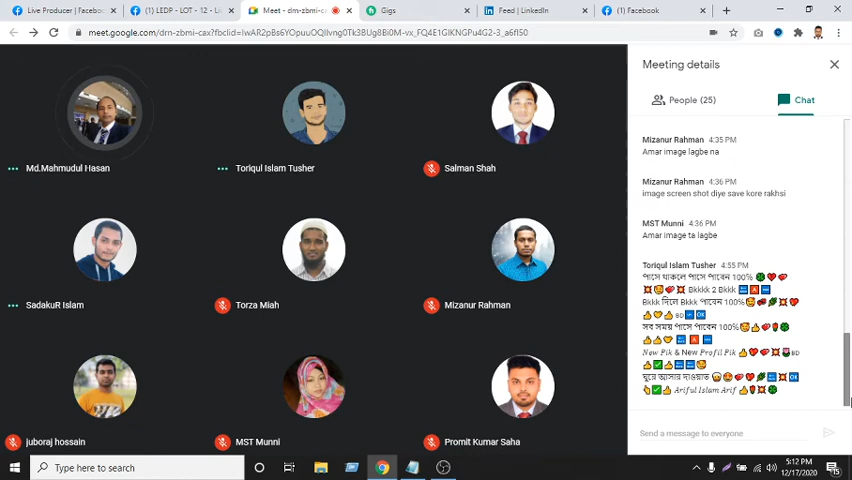 Live Producer | Facebo
(1) LEDP - LOT - 12 - Li
Meet - drn-zbmi-ca
Gigs
Feed | LinkedIn
(1) Facebook
meet.google.com/drn-zbmi-cax?fbclid=IwAR2pBs6YOpuuOQIlvng0Tk3BUg8Bi0M-vx_FQ4E1GIKNGPu4G2-3_a6fI50
Meeting details
People (25)
Chat
Mizanur Rahman 4:35 PM
Amar image lagbe na
Mizanur Rahman 4:36 PM
image screen shot diye save kore rakhsi
MST Munni 4:36 PM
Amar image ta lagbe
Toriqul Islam Tusher 4:55 PM
পাসে থাকলে পাসে পাবেন 100% 🍀❤️
Bkkkk 2 Bkkk
Bkkk দিলে Bkkk পাবেন 100%
BD
সব সময় পাসে পাবেন 100%
New Pik & New Profil Pik BD
ঘুরে আসার দাওয়াত
Ariful Islam Arif
Send a message to everyone
Md.Mahmudul Hasan
Toriqul Islam Tusher
Salman Shah
SadakuR Islam
Torza Miah
Mizanur Rahman
juboraj hossain
MST Munni
Promit Kumar Saha
Type here to search
5:12 PM
12/17/2020